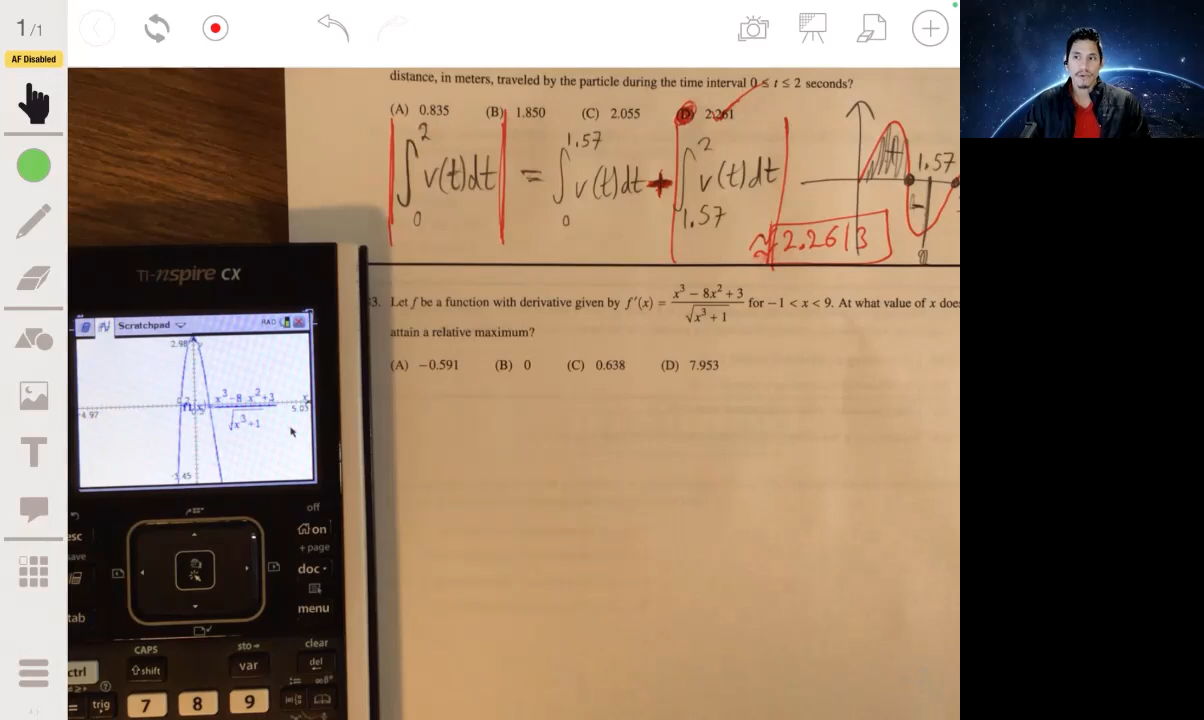 1/1
AF Disabled
distance, in meters, traveled by the particle during the time interval 0 ≤ t ≤ 2 seconds?
(A) 0.835 (B) 1.850 (C) 2.055 (D) 2.261
|∫₀² v(t)dt| = ∫₀^1.57 v(t)dt + |∫_1.57^2 v(t)dt|
≈ 2.2613
+ 1.57
−
2
3. Let f be a function with derivative given by f′(x) = (x³ − 8x² + 3)/√(x³ + 1) for −1 < x < 9. At what value of x doe
attain a relative maximum?
(A) −0.591 (B) 0 (C) 0.638 (D) 7.953
TI-nspire CX
Scratchpad RAD
2.98 y
x³−8·x²+3
-4.97 5.03 x
√x³+1
-3.45
off
esc on
+page
save doc
tab menu
CAPS sto→ clear
ctrl shift var del
= trig 7 8 9
T